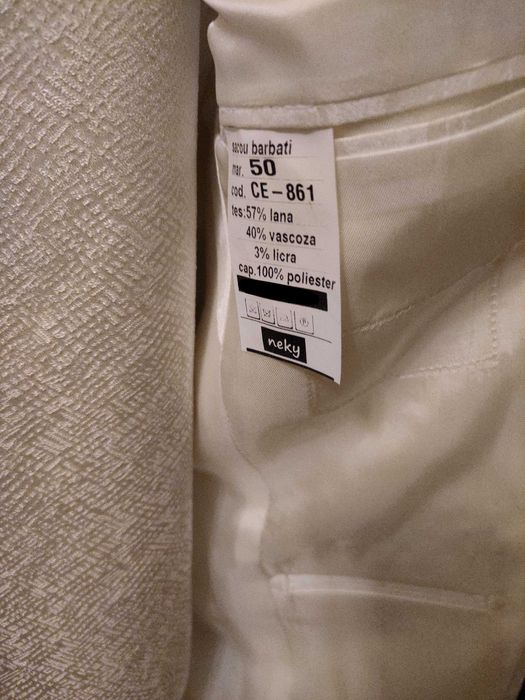 sacou barbati
mar. 50
cod. CE-861
tes:57% lana
40% vascoza
3% licra
cap.100% poliester
neky